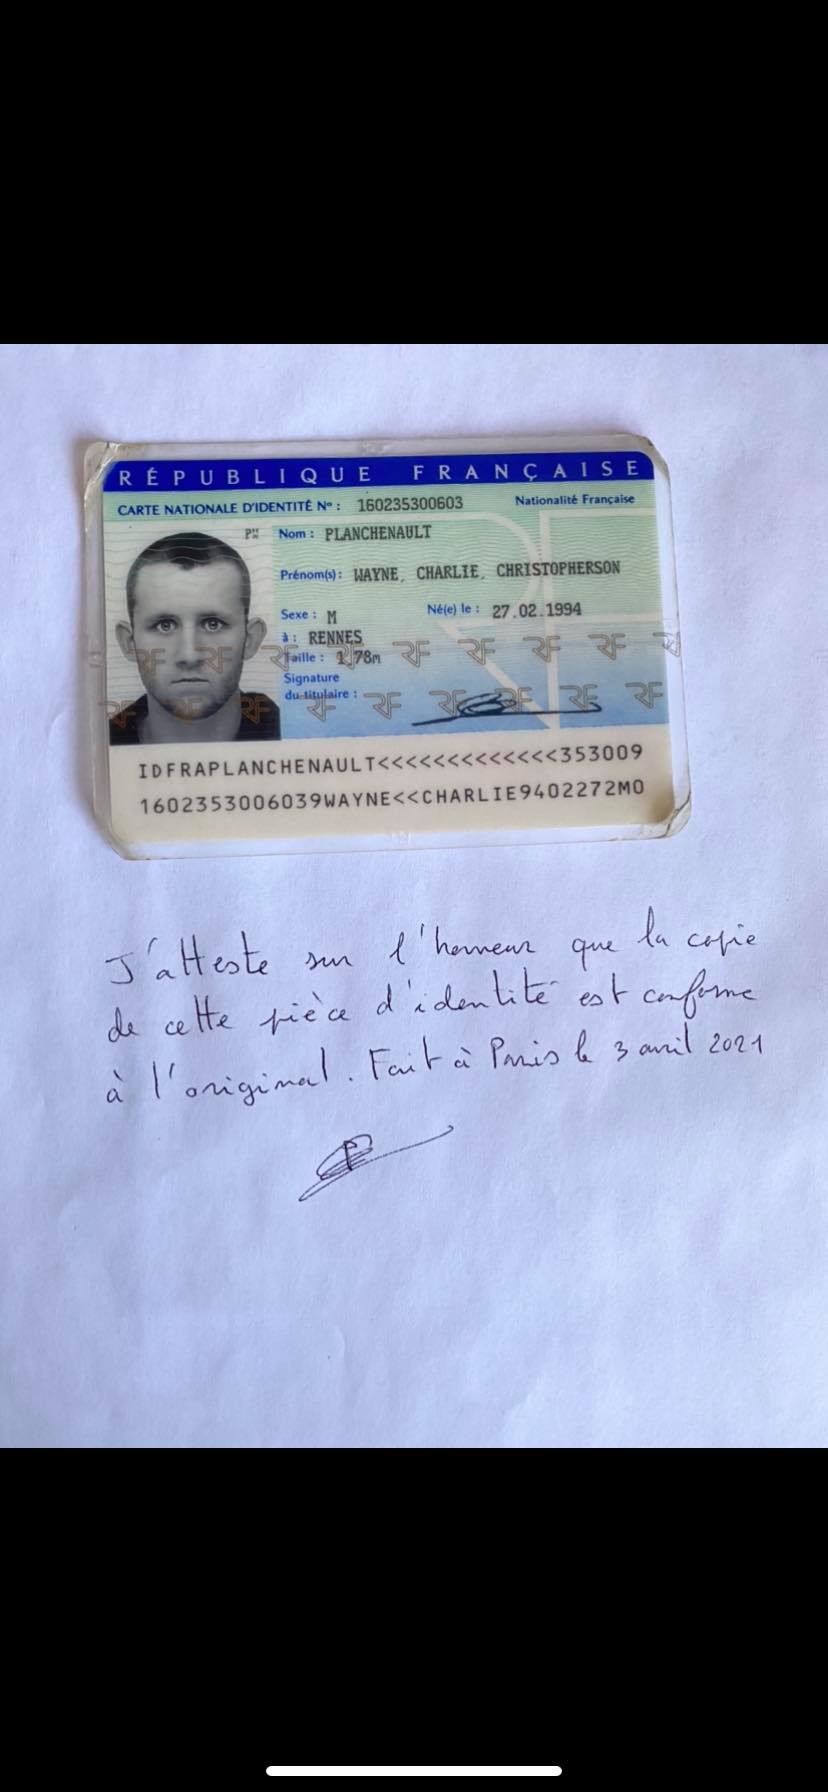 RÉPUBLIQUE FRANÇAISE
CARTE NATIONALE D'IDENTITÉ Nº : 160235300603 Nationalité Française
Nom : PLANCHENAULT
Prénom(s) : WAYNE, CHARLIE, CHRISTOPHERSON
Sexe : M Né(e) le : 27.02.1994
à : RENNES
Taille : 1,78m
Signature
du titulaire :
IDFRAPLANCHENAULT<<<<<<<<<<<<<353009
1602353006039WAYNE<<CHARLIE9402272M0
J'atteste sur l'honneur que la copie
de cette pièce d'identité est conforme
à l'original. Fait à Paris le 3 avril 2021